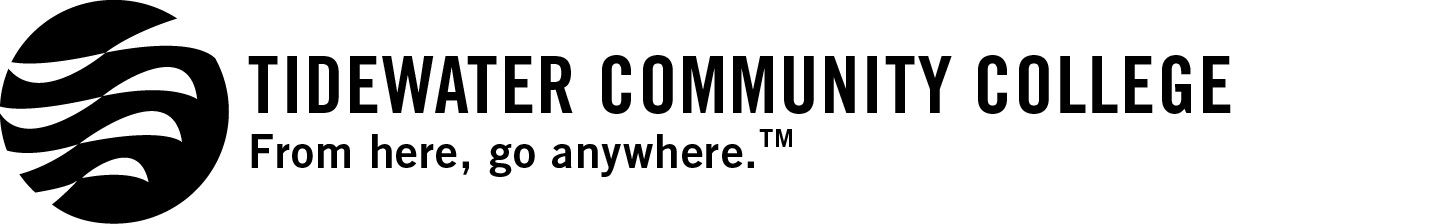 TIDEWATER COMMUNITY COLLEGE
From here, go anywhere.™